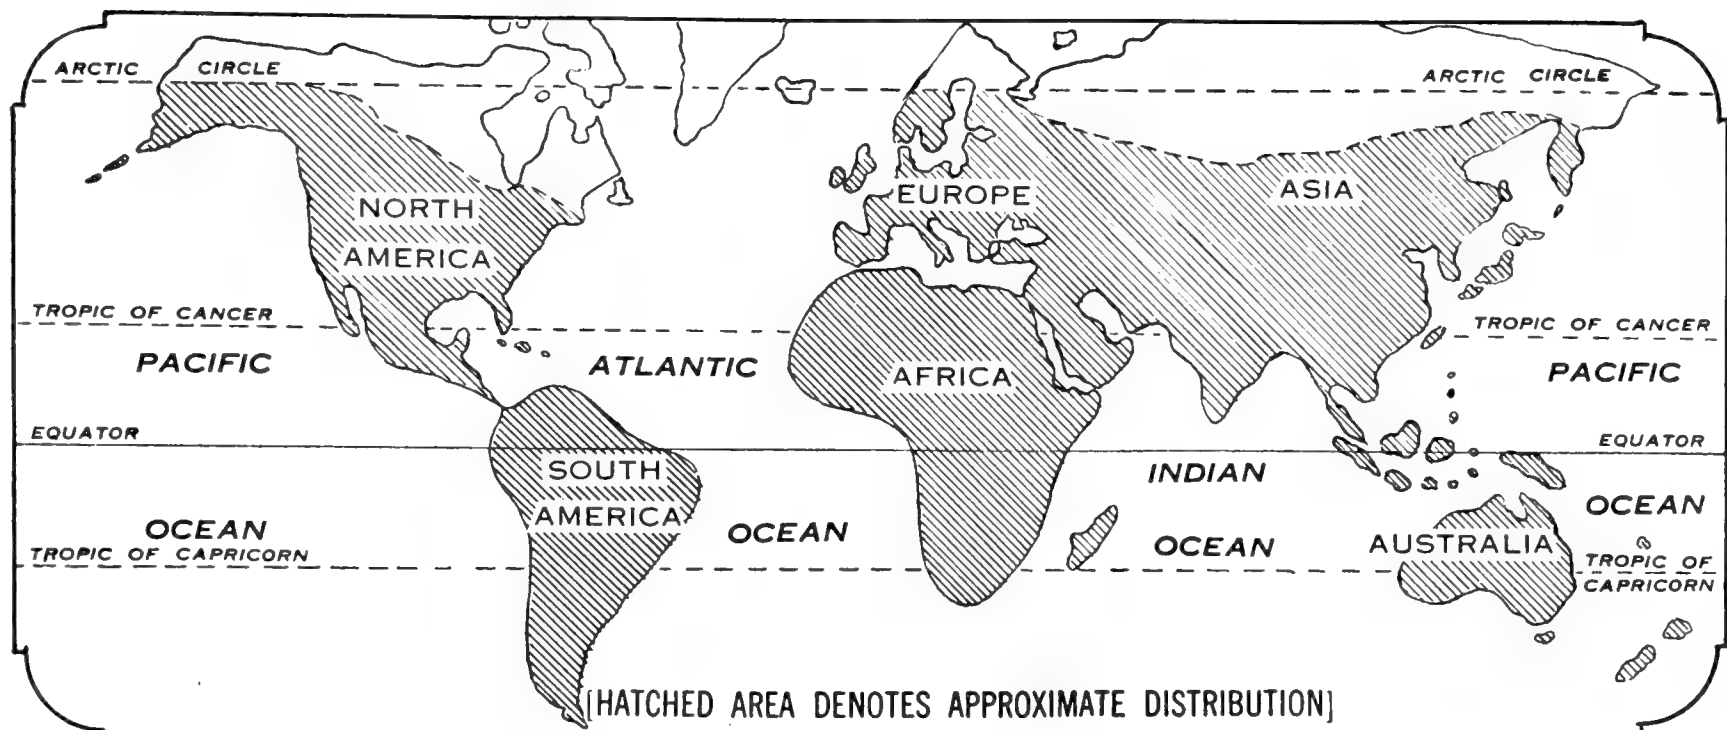 ARCTIC CIRCLE
ARCTIC CIRCLE
NORTH
AMERICA
EUROPE
ASIA
TROPIC OF CANCER
TROPIC OF CANCER
PACIFIC
ATLANTIC
AFRICA
PACIFIC
EQUATOR
EQUATOR
SOUTH
AMERICA
INDIAN
OCEAN
OCEAN
OCEAN
OCEAN
AUSTRALIA
TROPIC OF CAPRICORN
TROPIC OF
CAPRICORN
[HATCHED AREA DENOTES APPROXIMATE DISTRIBUTION]